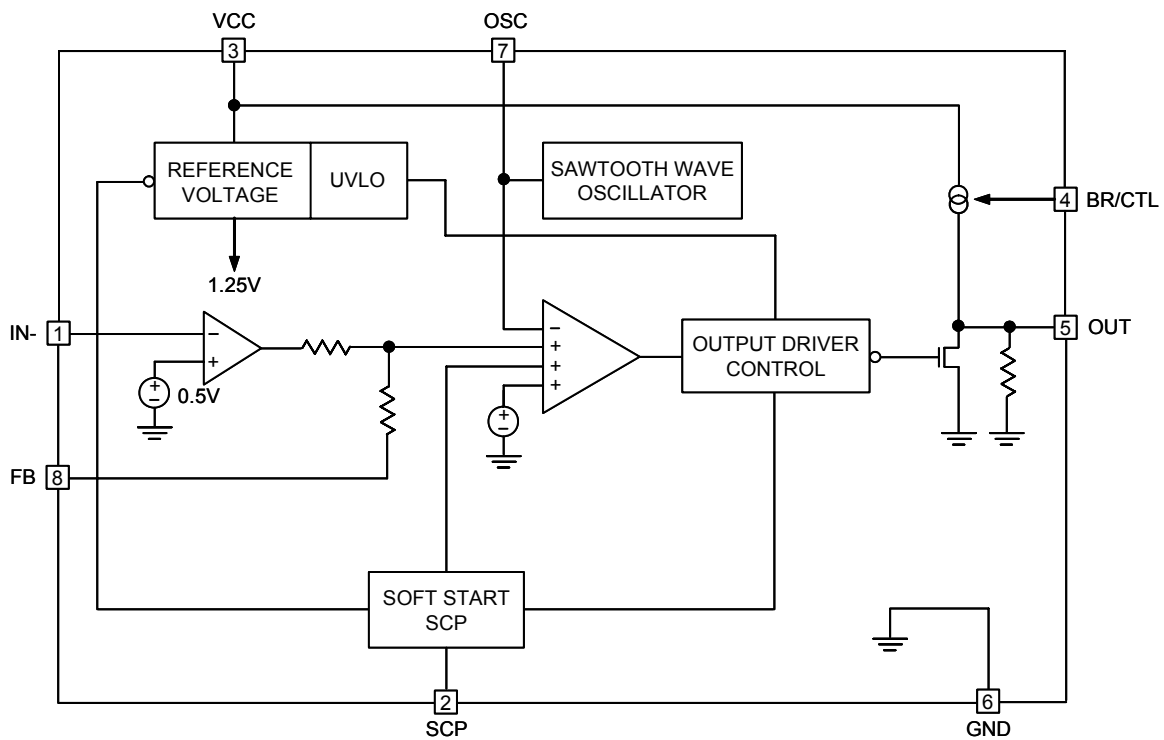 VCC
OSC
3
7
REFERENCE
VOLTAGE
UVLO
SAWTOOTH WAVE
OSCILLATOR
4
BR/CTL
1.25V
IN-
1
−
+
+
−
0.5V
−
+
+
+
+
−
OUTPUT DRIVER
CONTROL
5
OUT
FB
8
SOFT START
SCP
2
SCP
6
GND